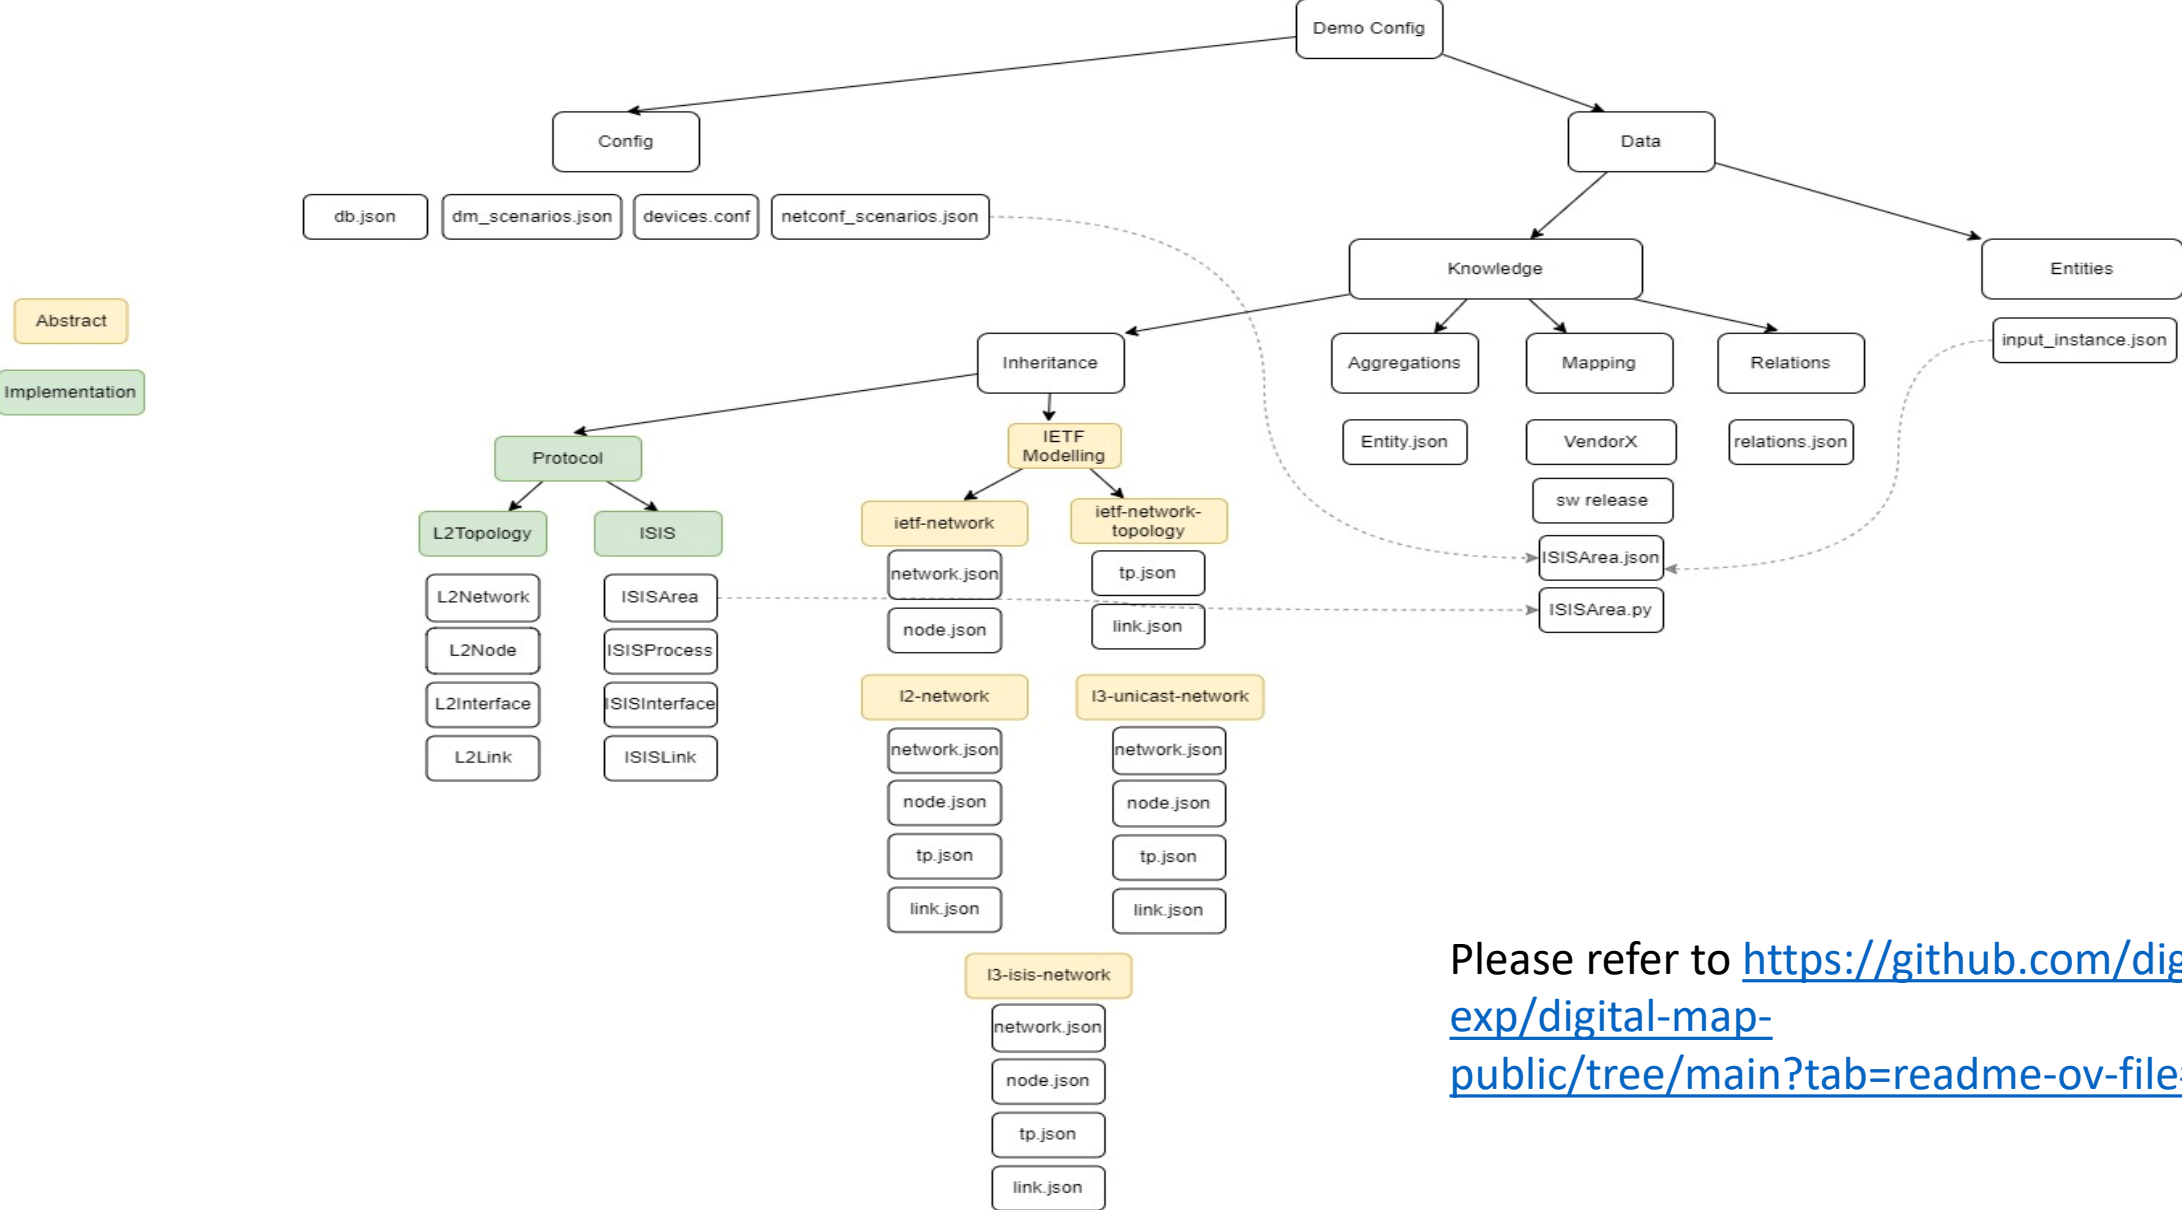 Demo Config
Config
Data
db.json
dm_scenarios.json
devices.conf
netconf_scenarios.json
Knowledge
Entities
Abstract
Implementation
input_instance.json
Inheritance
Aggregations
Mapping
Relations
Protocol
IETF
Modelling
Entity.json
VendorX
relations.json
L2Topology
ISIS
ietf-network
ietf-network-
topology
sw release
L2Network
ISISArea
network.json
tp.json
ISISArea.json
L2Node
ISISProcess
node.json
link.json
ISISArea.py
L2Interface
ISISInterface
l2-network
l3-unicast-network
L2Link
ISISLink
network.json
network.json
node.json
node.json
tp.json
tp.json
link.json
link.json
l3-isis-network
network.json
node.json
tp.json
link.json
Please refer to https://github.com/dig
exp/digital-map-
public/tree/main?tab=readme-ov-file